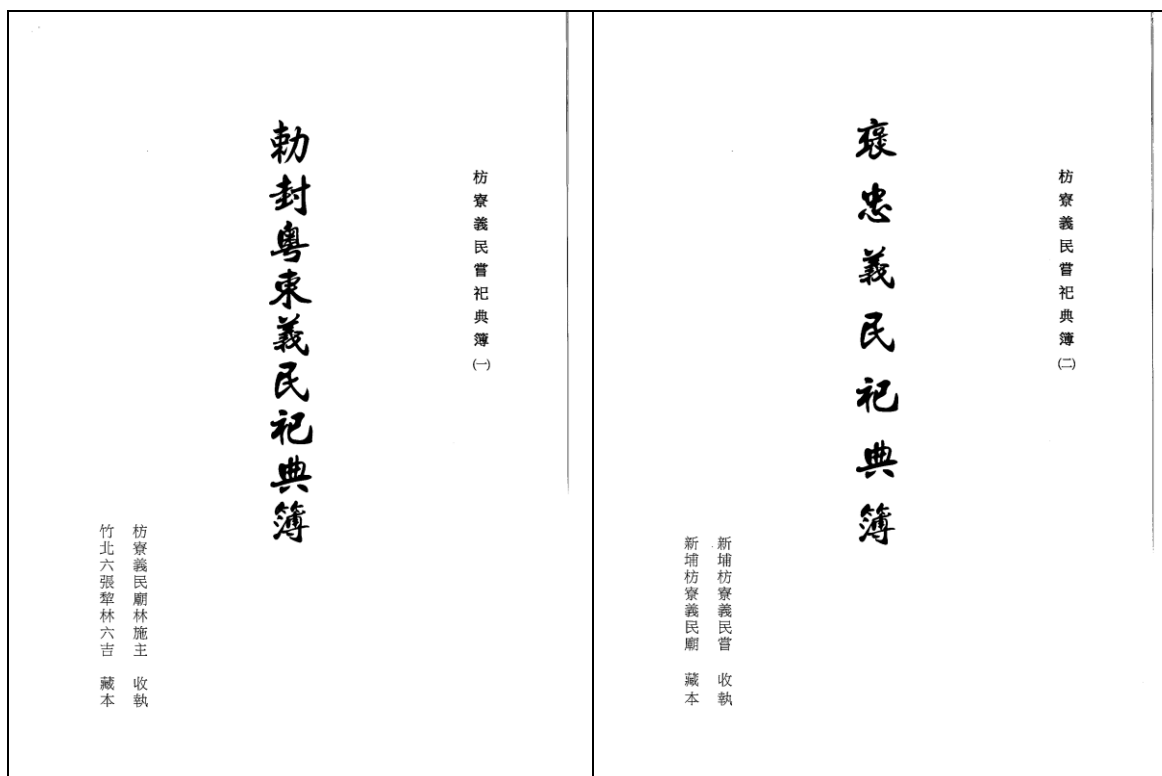 枋寮義民嘗祀典簿(一)
勅封粵東義民祀典簿
枋寮義民廟林施主 收執
竹北六張犂林六吉 藏本
枋寮義民嘗祀典簿(二)
褒忠義民祀典簿
新埔枋寮義民嘗 收執
新埔枋寮義民廟 藏本